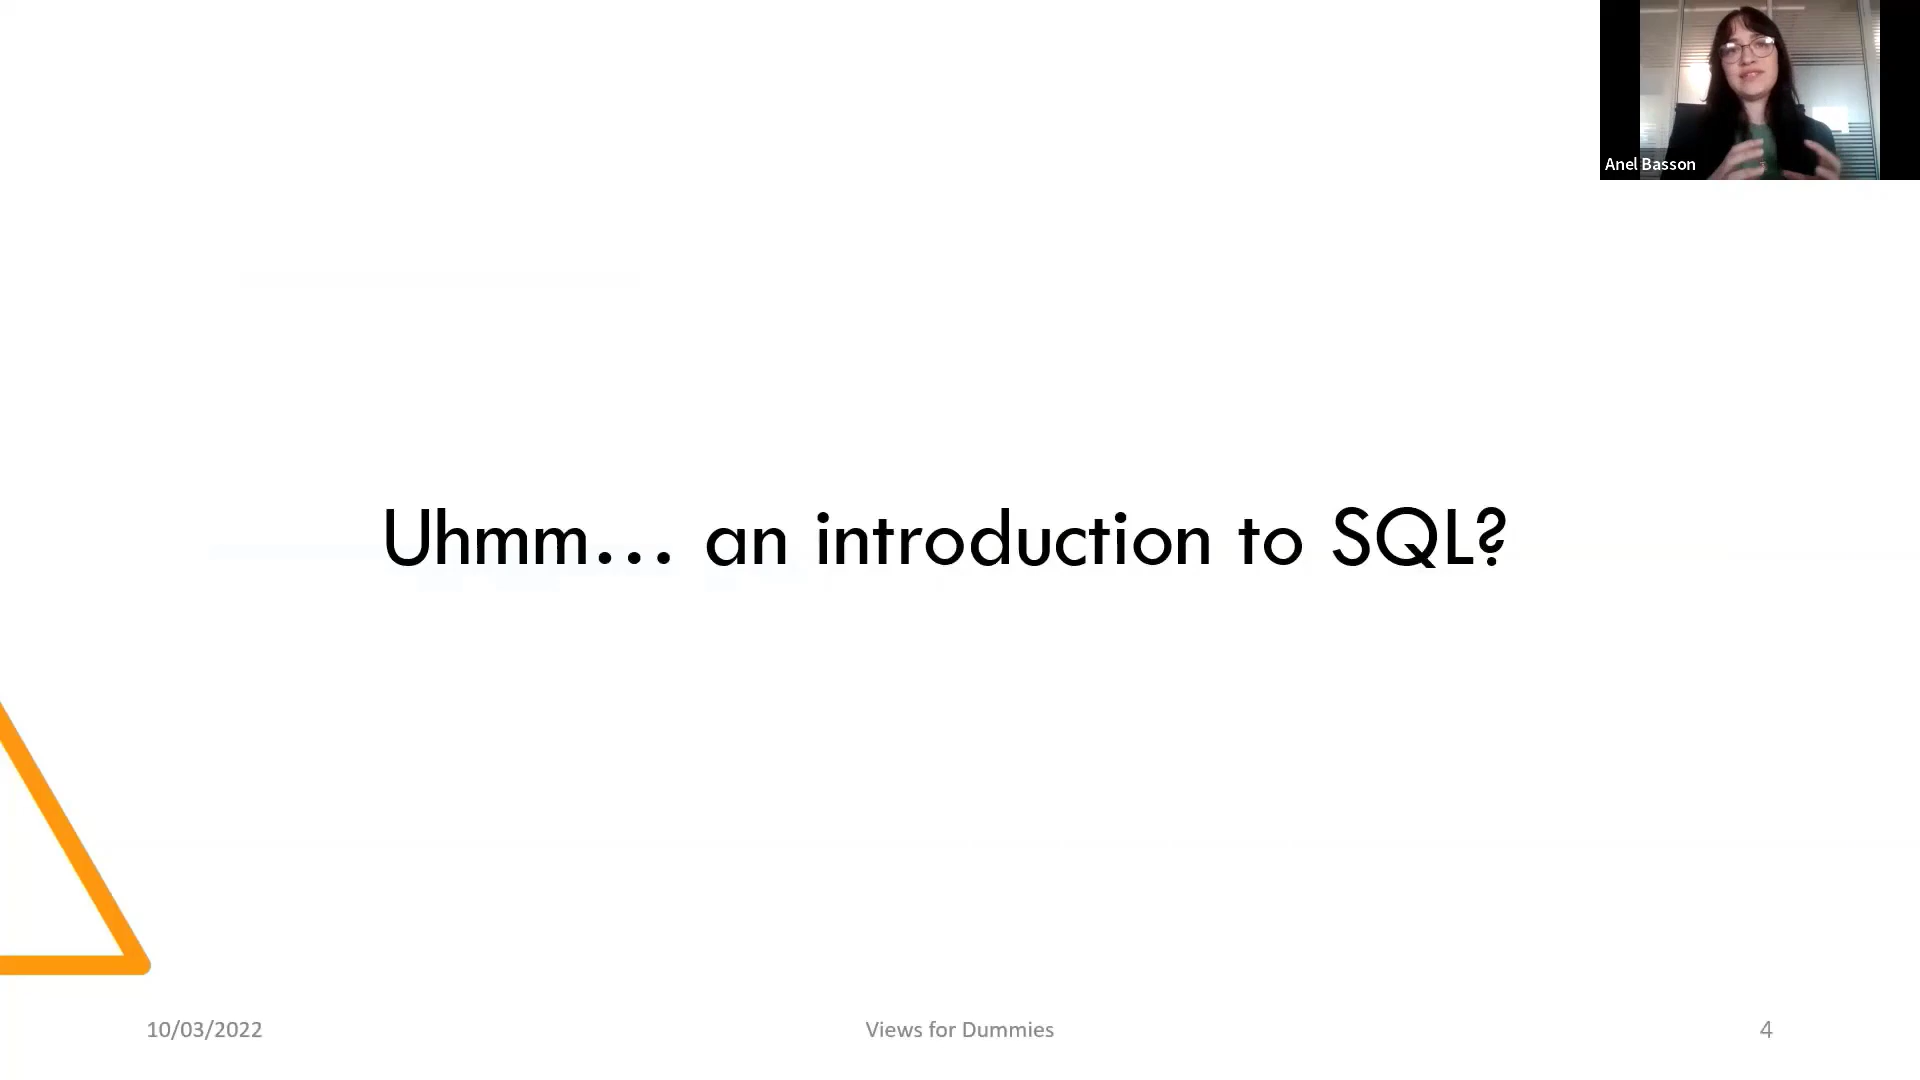 Anel Basson
Uhmm... an introduction to SQL?
10/03/2022
Views for Dummies
4